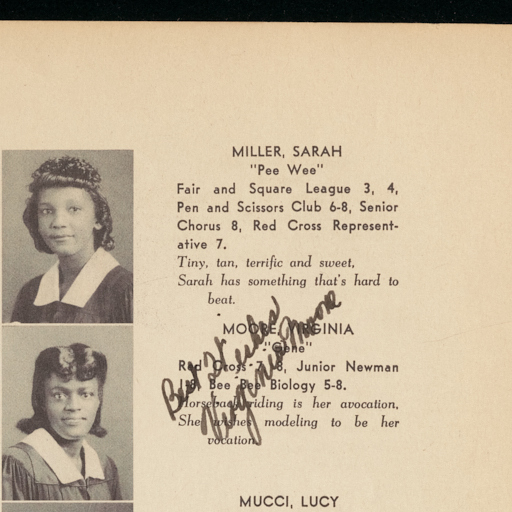 MILLER, SARAH
"Pee Wee"
Fair and Square League 3, 4,
Pen and Scissors Club 6-8, Senior
Chorus 8, Red Cross Represent-
ative 7.
Tiny, tan, terrific and sweet,
Sarah has something that's hard to
beat.
MOORE, VIRGINIA
"Gene"
Red Cross 7, 8, Junior Newman
Bee Bee Biology 5-8.
Horseback riding is her avocation,
She wishes modeling to be her
vocation.
Best Wishes
Virginia Moore
MUCCI, LUCY